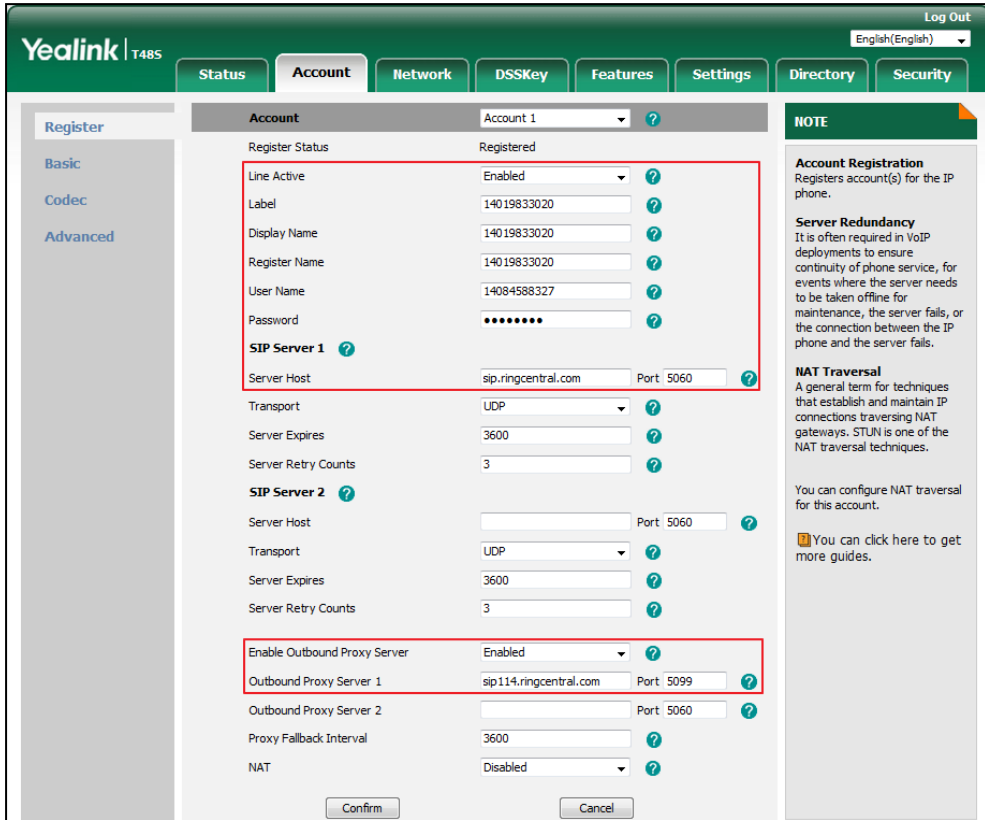 Log Out
English(English)
Yealink | T48S
Status
Account
Network
DSSKey
Features
Settings
Directory
Security
Register
Basic
Codec
Advanced
Account Account 1 ?
Register Status Registered
Line Active Enabled ?
Label 14019833020 ?
Display Name 14019833020 ?
Register Name 14019833020 ?
User Name 14084588327 ?
Password •••••••• ?
SIP Server 1 ?
Server Host sip.ringcentral.com Port 5060 ?
Transport UDP ?
Server Expires 3600 ?
Server Retry Counts 3 ?
SIP Server 2 ?
Server Host Port 5060 ?
Transport UDP ?
Server Expires 3600 ?
Server Retry Counts 3 ?
Enable Outbound Proxy Server Enabled ?
Outbound Proxy Server 1 sip114.ringcentral.com Port 5099 ?
Outbound Proxy Server 2 Port 5060 ?
Proxy Fallback Interval 3600 ?
NAT Disabled ?
Confirm
Cancel
NOTE
Account Registration
Registers account(s) for the IP
phone.
Server Redundancy
It is often required in VoIP
deployments to ensure
continuity of phone service, for
events where the server needs
to be taken offline for
maintenance, the server fails, or
the connection between the IP
phone and the server fails.
NAT Traversal
A general term for techniques
that establish and maintain IP
connections traversing NAT
gateways. STUN is one of the
NAT traversal techniques.
You can configure NAT traversal
for this account.
? You can click here to get
more guides.